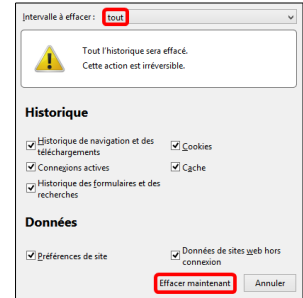 Intervalle à effacer : tout
Tout l'historique sera effacé.
Cette action est irréversible.
Historique
Historique de navigation et des
téléchargements
Cookies
Connexions actives
Cache
Historique des formulaires et des
recherches
Données
Préférences de site
Données de sites web hors
connexion
Effacer maintenant
Annuler